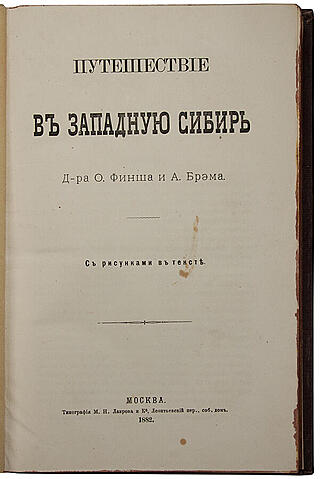 ПУТЕШЕСТВІЕ
ВЪ ЗАПАДНУЮ СИБИРЬ
Д-ра О. Финша и А. Брэма.
Съ рисунками въ текстѣ.
МОСКВА.
Типографія М. Н. Лаврова и Кº, Леонтьевскій пер., соб. домъ.
1882.